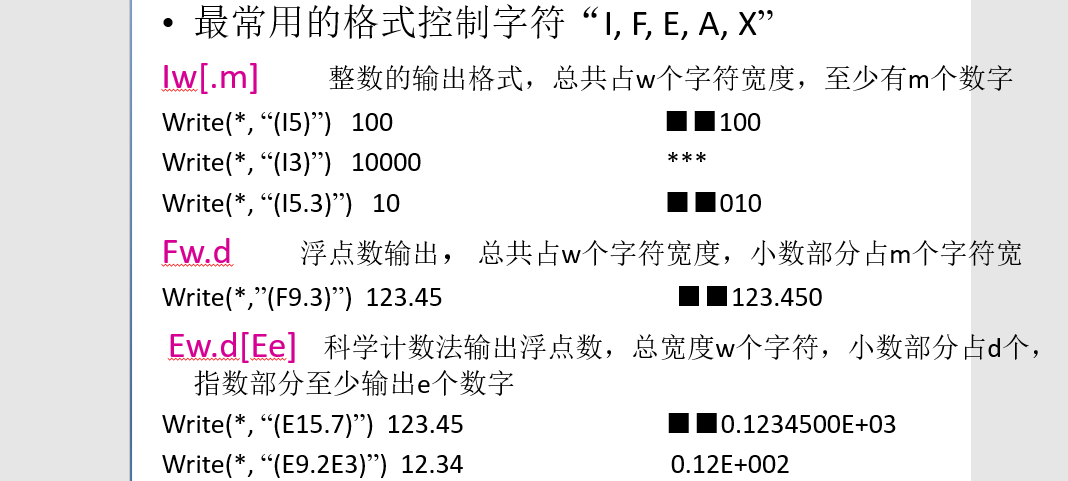 • 最常用的格式控制字符“I, F, E, A, X”
Iw[.m] 整数的输出格式，总共占w个字符宽度，至少有m个数字
Write(*, “(I5)”) 100 ■■100
Write(*, “(I3)”) 10000 ***
Write(*, “(I5.3)”) 10 ■■010
Fw.d 浮点数输出， 总共占w个字符宽度，小数部分占m个字符宽
Write(*,”(F9.3)”) 123.45 ■■123.450
Ew.d[Ee] 科学计数法输出浮点数，总宽度w个字符，小数部分占d个，
指数部分至少输出e个数字
Write(*, “(E15.7)”) 123.45 ■■0.1234500E+03
Write(*, “(E9.2E3)”) 12.34 0.12E+002